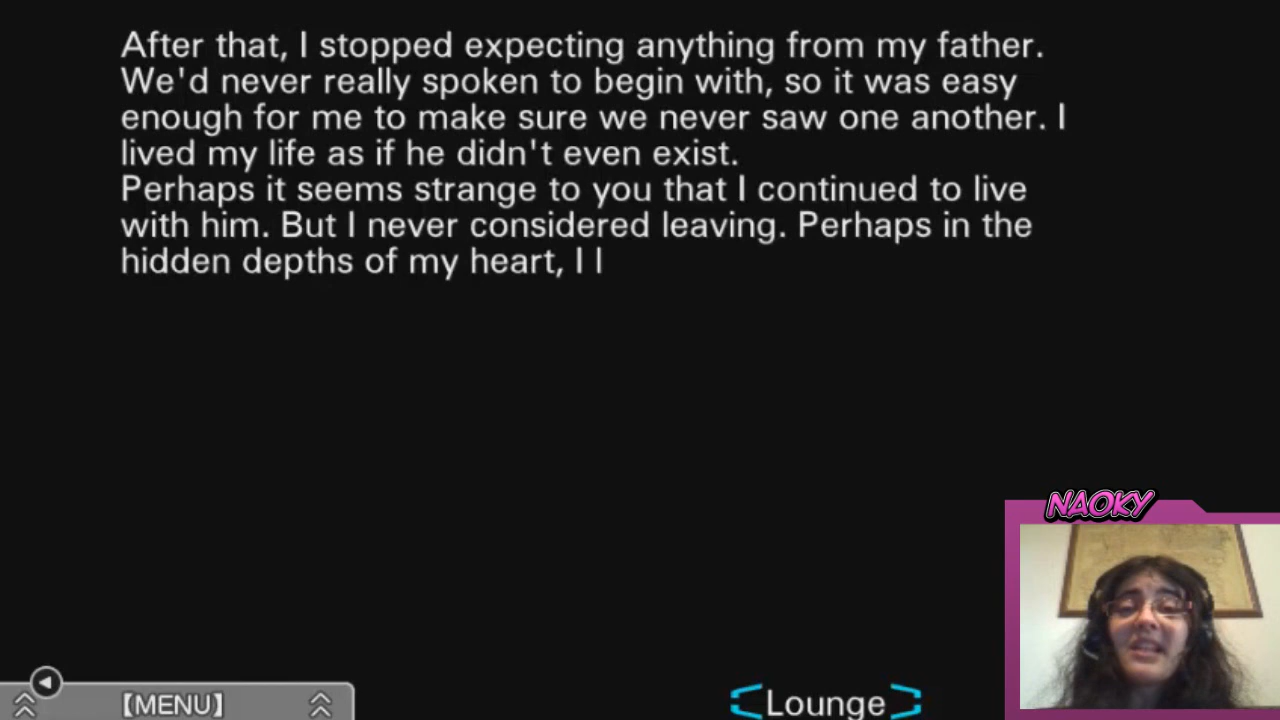 After that, I stopped expecting anything from my father.
We'd never really spoken to begin with, so it was easy
enough for me to make sure we never saw one another. I
lived my life as if he didn't even exist.
Perhaps it seems strange to you that I continued to live
with him. But I never considered leaving. Perhaps in the
hidden depths of my heart, I l
NAOKY
【MENU】
Lounge